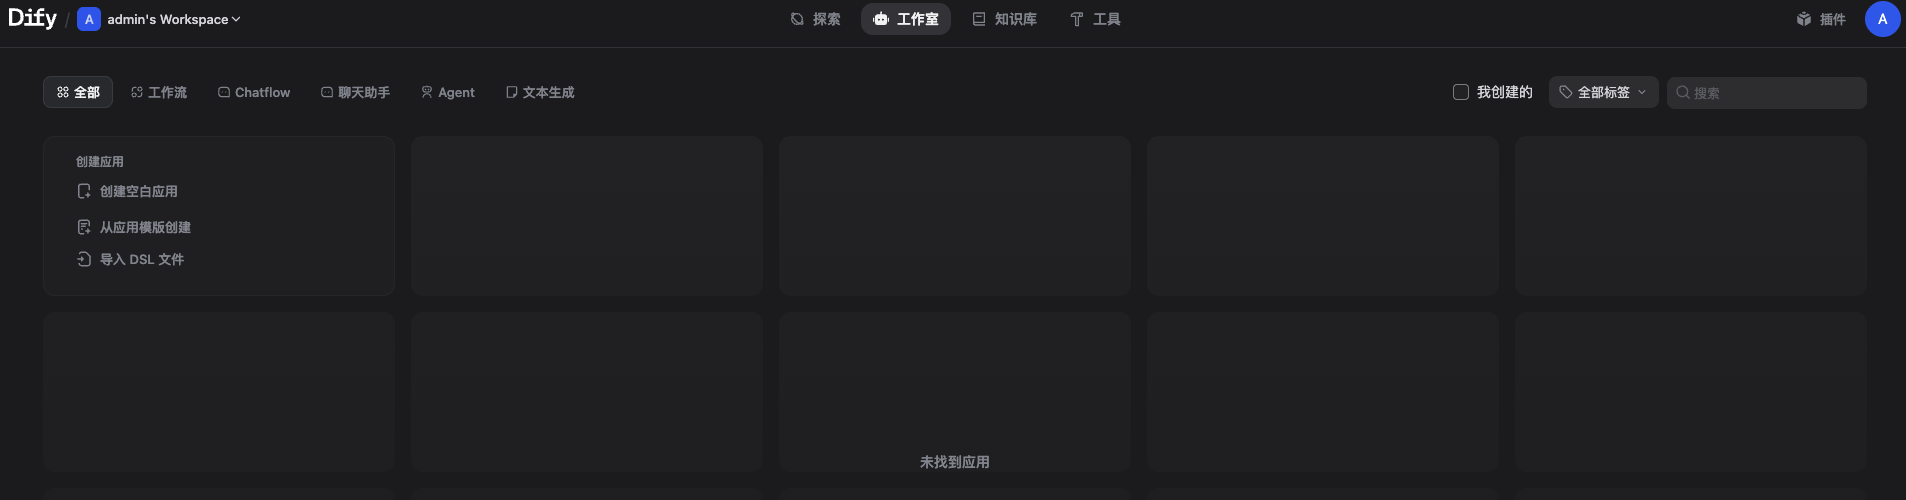 Dify / A admin's Workspace 探索 工作室 知识库 工具 插件 A
全部 工作流 Chatflow 聊天助手 Agent 文本生成 我创建的 全部标签 搜索
创建应用
创建空白应用
从应用模版创建
导入 DSL 文件
未找到应用